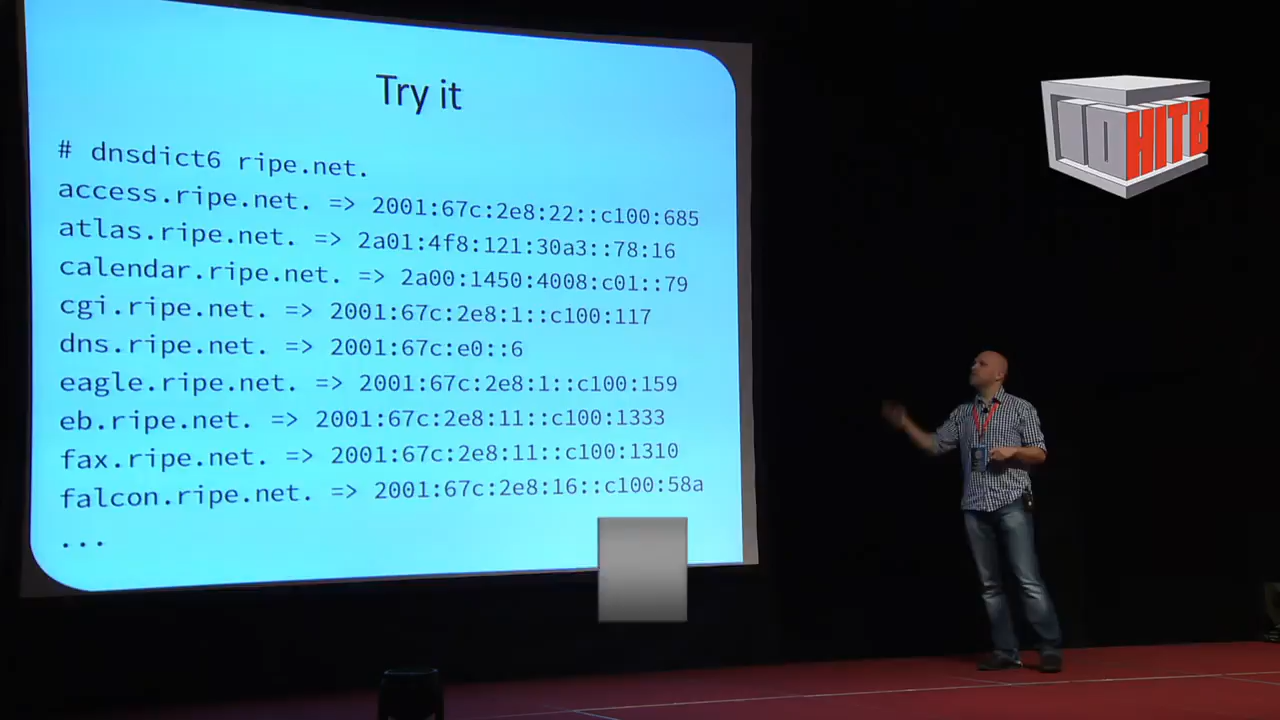 Try it
# dnsdict6 ripe.net.
access.ripe.net. => 2001:67c:2e8:22::c100:685
atlas.ripe.net. => 2a01:4f8:121:30a3::78:16
calendar.ripe.net. => 2a00:1450:4008:c01::79
cgi.ripe.net. => 2001:67c:2e8:1::c100:117
dns.ripe.net. => 2001:67c:e0::6
eagle.ripe.net. => 2001:67c:2e8:1::c100:159
eb.ripe.net. => 2001:67c:2e8:11::c100:1333
fax.ripe.net. => 2001:67c:2e8:11::c100:1310
falcon.ripe.net. => 2001:67c:2e8:16::c100:58a
...
10 HITB